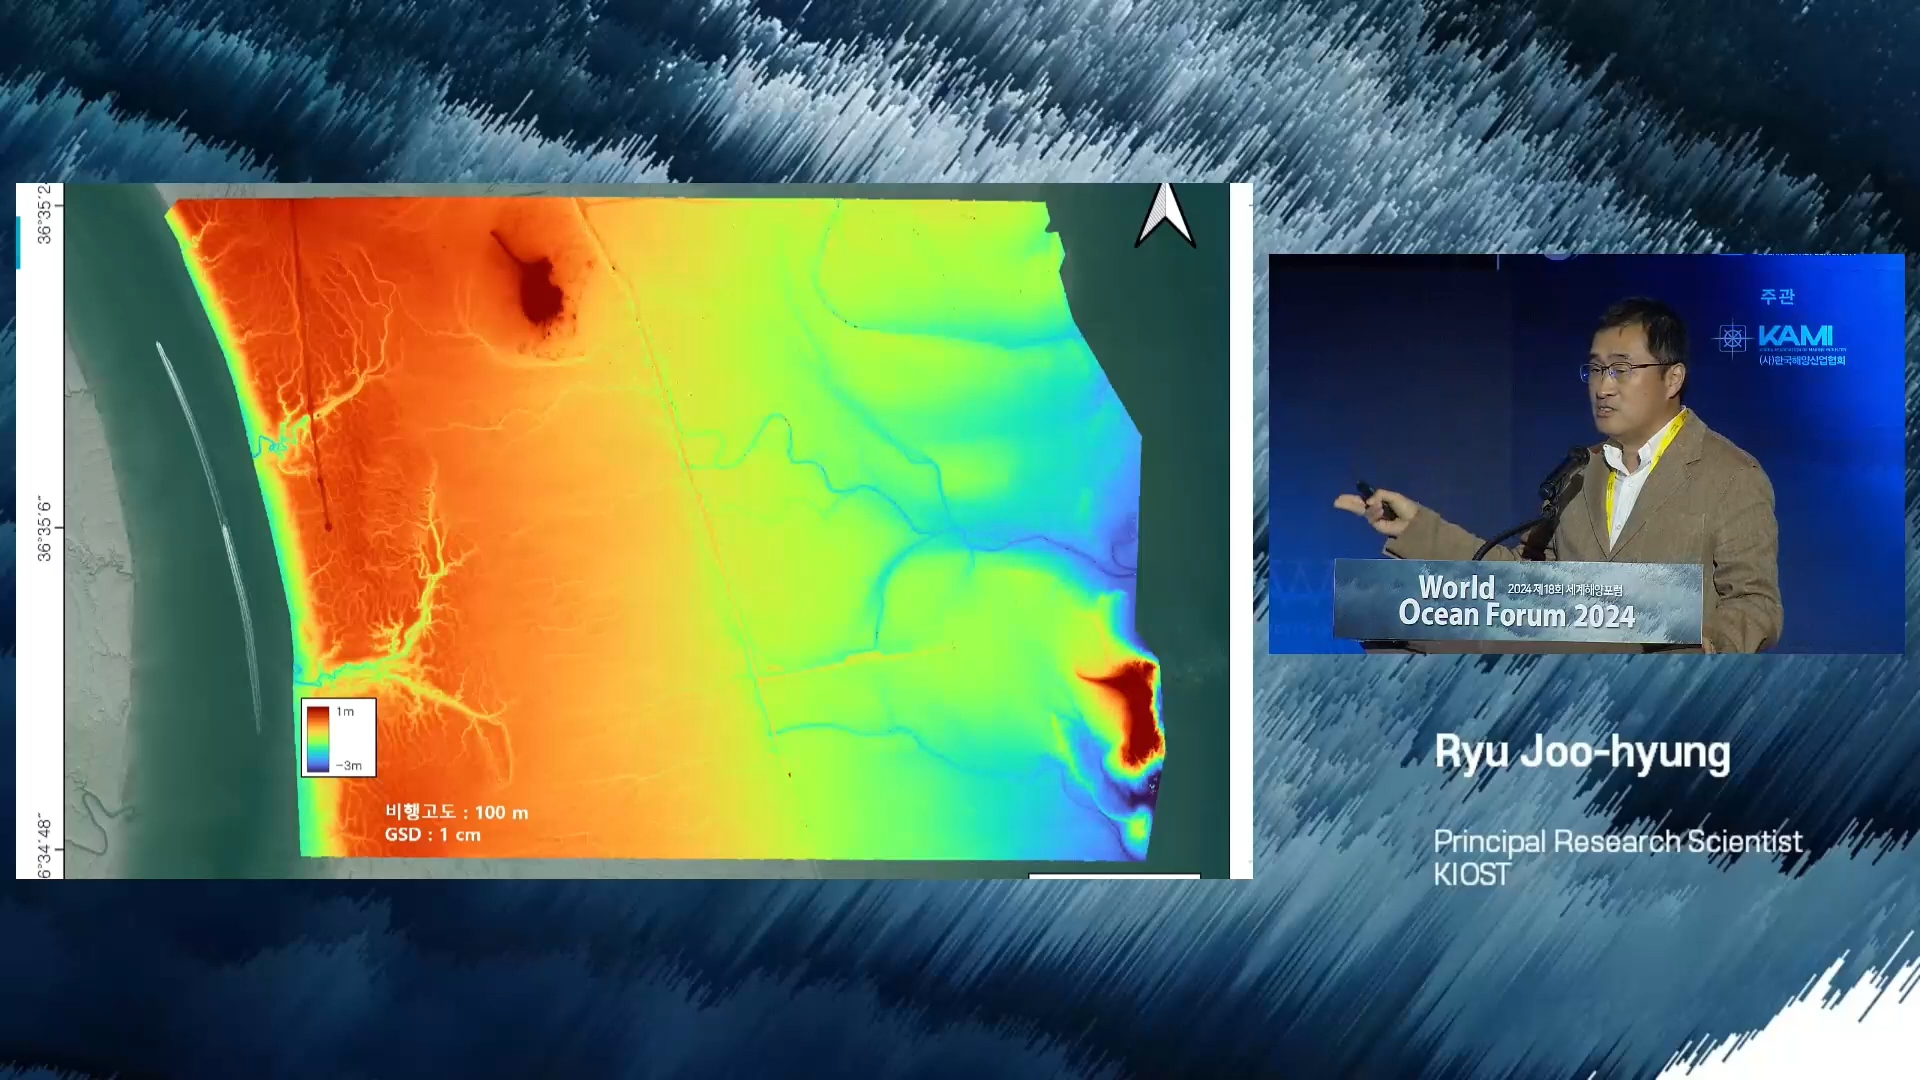 36°35'2
36°35'6″
6°34'48″
1m
-3m
비행고도 : 100 m
GSD : 1 cm
주관
KAMI
(사)한국해양산업협회
World 2024 제18회 세계해양포럼
Ocean Forum 2024
Ryu Joo-hyung
Principal Research Scientist
KIOST